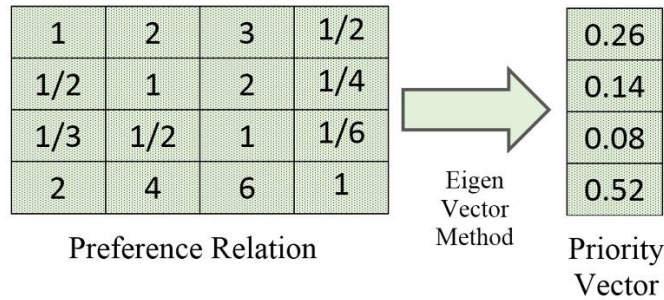 1 2 3 1/2
1/2 1 2 1/4
1/3 1/2 1 1/6
2 4 6 1
Preference Relation
Eigen
Vector
Method
0.26
0.14
0.08
0.52
Priority
Vector